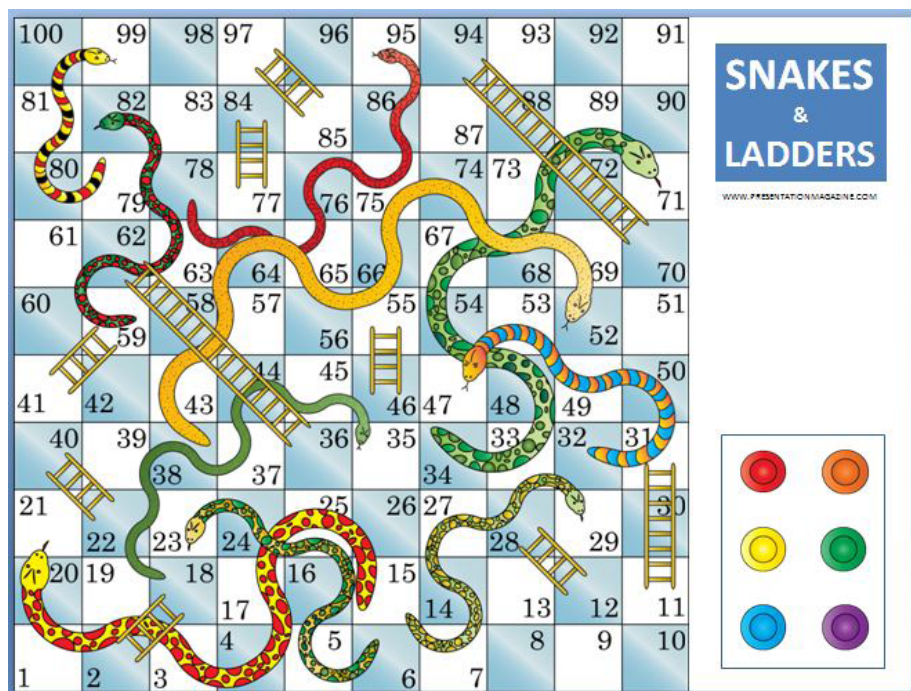 100 99 98 97 96 95 94 93 92 91
81 82 83 84 85 86 87 88 89 90
80 79 78 77 76 75 74 73 72 71
61 62 63 64 65 66 67 68 69 70
60 59 58 57 56 55 54 53 52 51
41 42 43 44 45 46 47 48 49 50
40 39 38 37 36 35 34 33 32 31
21 22 23 24 25 26 27 28 29 30
20 19 18 17 16 15 14 13 12 11
1 2 3 4 5 6 7 8 9 10
SNAKES
&
LADDERS
WWW.PRESENTATIONMAGAZINE.COM